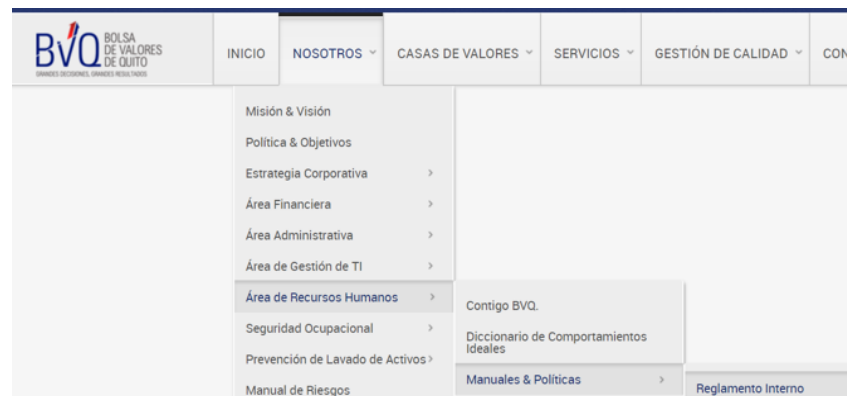 BVQ BOLSA
DE VALORES
DE QUITO
GRANDES DECISIONES, GRANDES RESULTADOS
INICIO NOSOTROS CASAS DE VALORES SERVICIOS GESTIÓN DE CALIDAD CON
Misión & Visión
Política & Objetivos
Estrategia Corporativa
Área Financiera
Área Administrativa
Área de Gestión de TI
Área de Recursos Humanos
Seguridad Ocupacional
Prevención de Lavado de Activos
Manual de Riesgos
Contigo BVQ.
Diccionario de Comportamientos
Ideales
Manuales & Políticas
Reglamento Interno